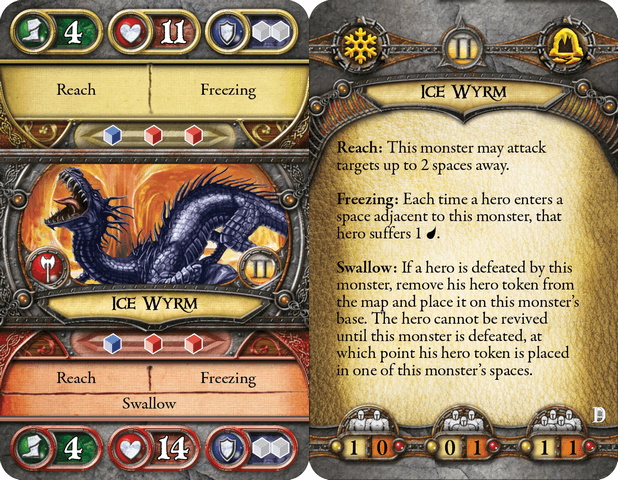 4 11
Reach Freezing
II
ICE WYRM
Reach Freezing
Swallow
4 14
II
ICE WYRM
Reach: This monster may attack
targets up to 2 spaces away.
Freezing: Each time a hero enters a
space adjacent to this monster, that
hero suffers 1 .
Swallow: If a hero is defeated by this
monster, remove his hero token from
the map and place it on this monster's
base. The hero cannot be revived
until this monster is defeated, at
which point his hero token is placed
in one of this monster's spaces.
D
1 0 0 1 1 1